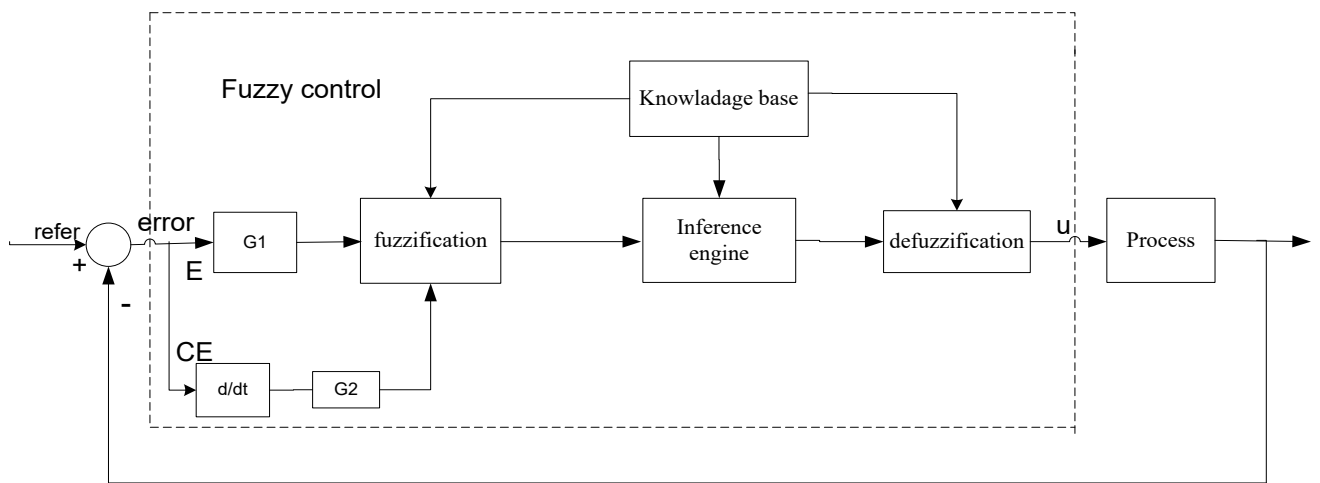 Fuzzy control
Knowladage base
refer
+
-
error
E
G1
fuzzification
Inference
engine
defuzzification
u
Process
CE
d/dt
G2